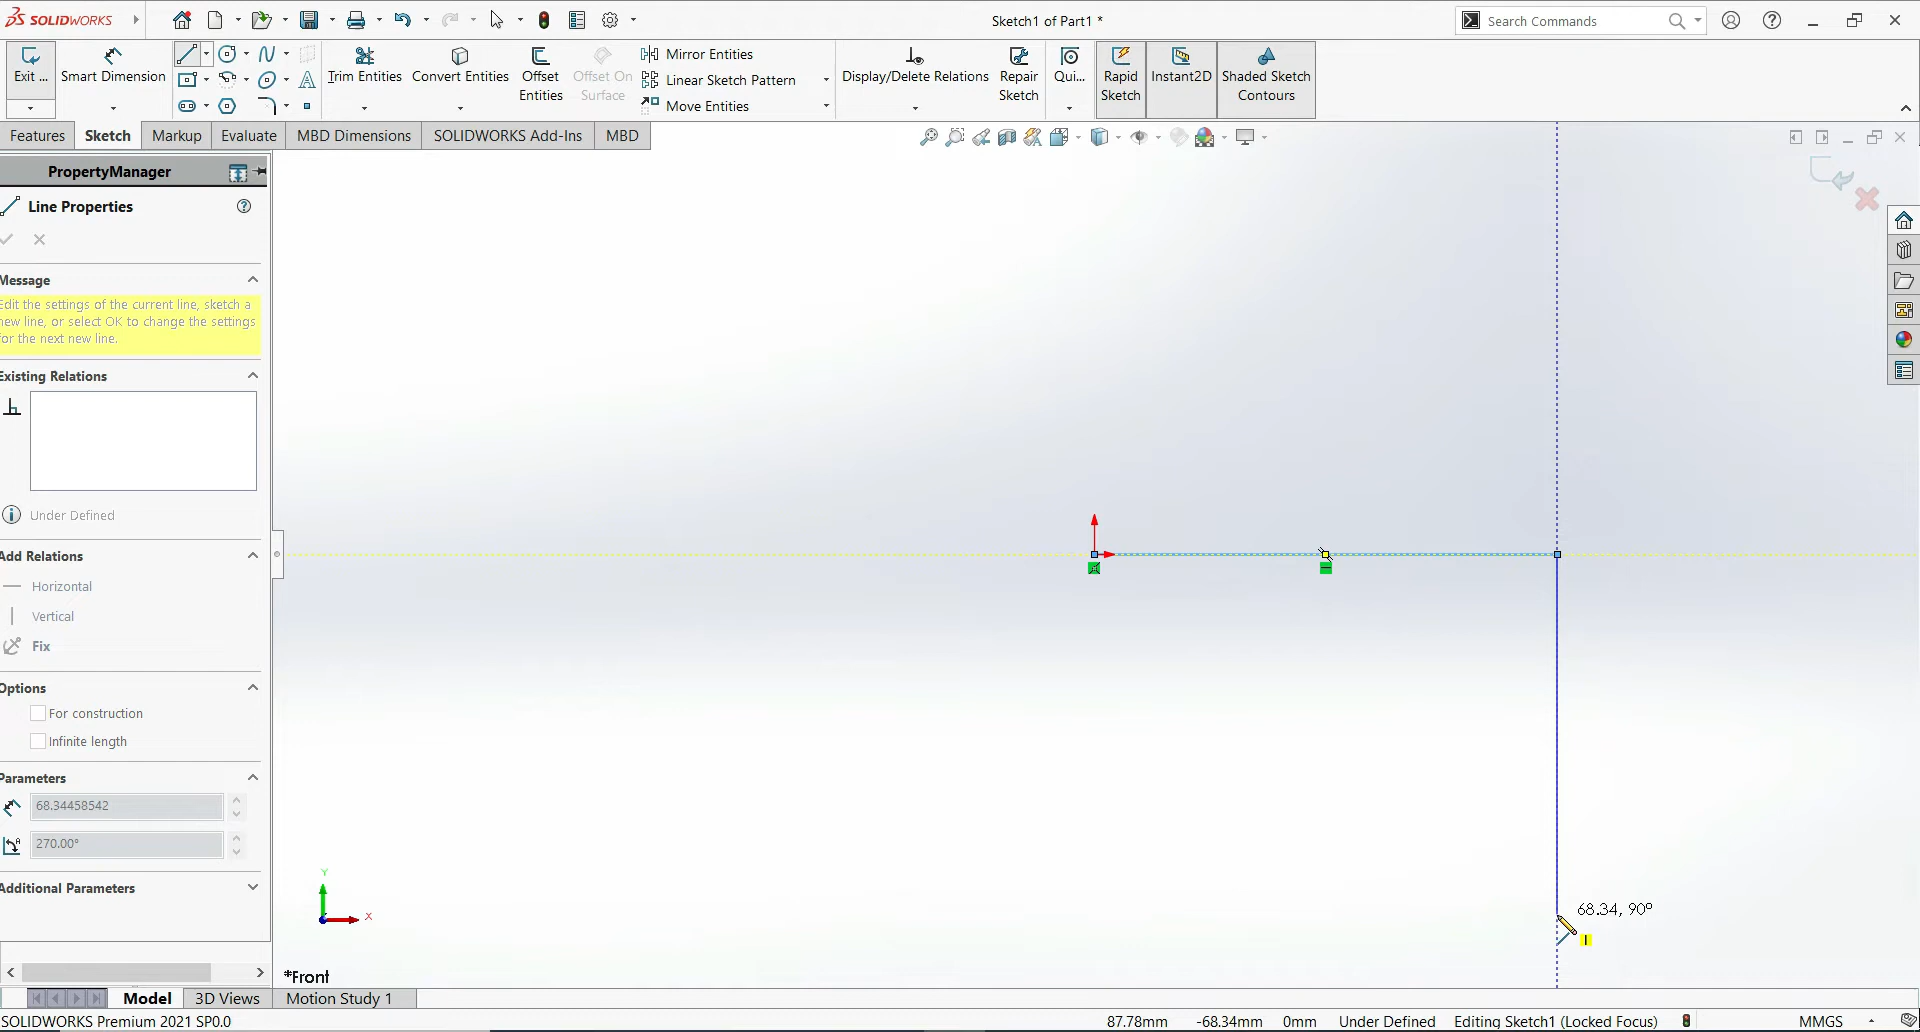 SOLIDWORKS
Sketch1 of Part1 *
Search Commands
Exit ...
Smart Dimension
Trim Entities
Convert Entities
Offset Entities
Offset On Surface
Mirror Entities
Linear Sketch Pattern
Move Entities
Display/Delete Relations
Repair Sketch
Qui...
Rapid Sketch
Instant2D
Shaded Sketch Contours
Features
Sketch
Markup
Evaluate
MBD Dimensions
SOLIDWORKS Add-Ins
MBD
PropertyManager
Line Properties
Message
Edit the settings of the current line, sketch a
new line, or select OK to change the settings
for the next new line.
Existing Relations
Under Defined
Add Relations
Horizontal
Vertical
Fix
Options
For construction
Infinite length
Parameters
68.34458542
270.00°
Additional Parameters
Y
X
68.34, 90°
*Front
Model
3D Views
Motion Study 1
SOLIDWORKS Premium 2021 SP0.0
87.78mm
-68.34mm
0mm
Under Defined
Editing Sketch1 (Locked Focus)
MMGS